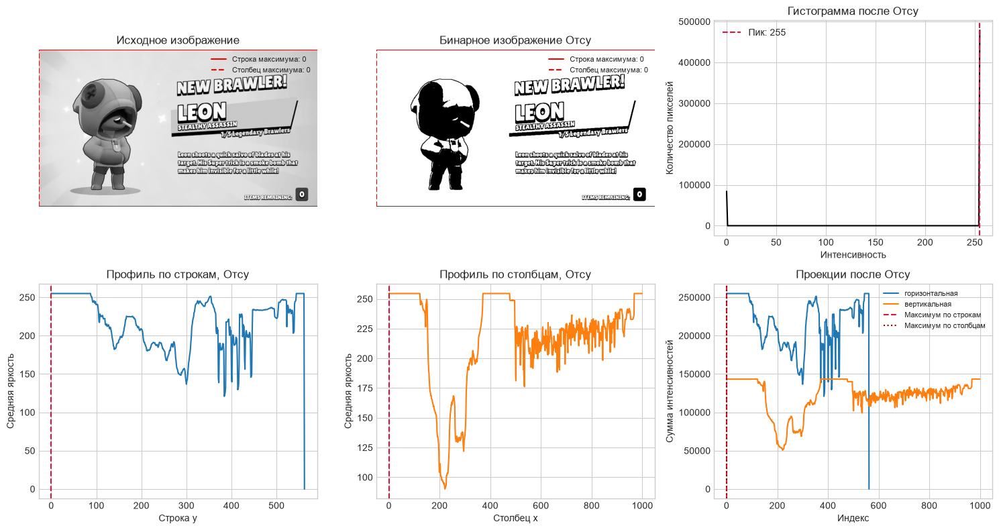 Исходное изображение
Строка максимума: 0
Столбец максимума: 0
NEW BRAWLER!
LEON
STEALTHY ASSASSIN
1/5 Legendary Brawlers
Leon shoots a quick salvo of blades at his
target. His Super trick is a smoke bomb that
makes him invisible for a little while!
ITEMS REMAINING: 0
Бинарное изображение Отсу
Строка максимума: 0
Столбец максимума: 0
NEW BRAWLER!
LEON
STEALTHY ASSASSIN
1/5 Legendary Brawlers
Leon shoots a quick salvo of blades at his
target. His Super trick is a smoke bomb that
makes him invisible for a little while!
ITEMS REMAINING: 0
Гистограмма после Отсу
Пик: 255
Количество пикселей
500000
400000
300000
200000
100000
0
0 50 100 150 200 250
Интенсивность
Профиль по строкам, Отсу
Средняя яркость
250
200
150
100
50
0
0 100 200 300 400 500
Строка y
Профиль по столбцам, Отсу
Средняя яркость
250
225
200
175
150
125
100
0 200 400 600 800 1000
Столбец x
Проекции после Отсу
горизонтальная
вертикальная
Максимум по строкам
Максимум по столбцам
Сумма интенсивностей
250000
200000
150000
100000
50000
0
0 200 400 600 800 1000
Индекс